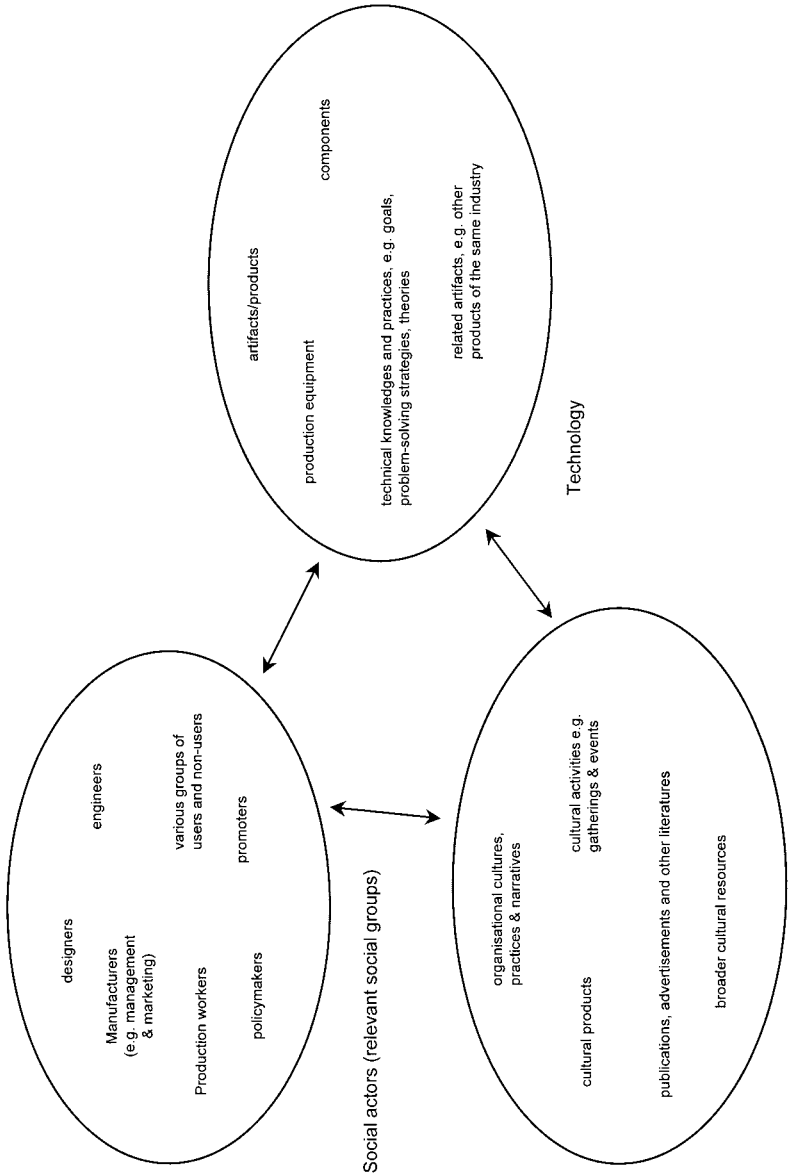 designers
engineers
Manufacturers
(e.g. management
& marketing)
various groups of
users and non-users
Production workers
promoters
policymakers
Social actors (relevant social groups)
artifacts/products
production equipment
components
technical knowledges and practices, e.g. goals,
problem-solving strategies, theories
related artifacts, e.g. other
products of the same industry
Technology
organisational cultures,
practices & narratives
cultural products
cultural activities e.g.
gatherings & events
publications, advertisements and other literatures
broader cultural resources